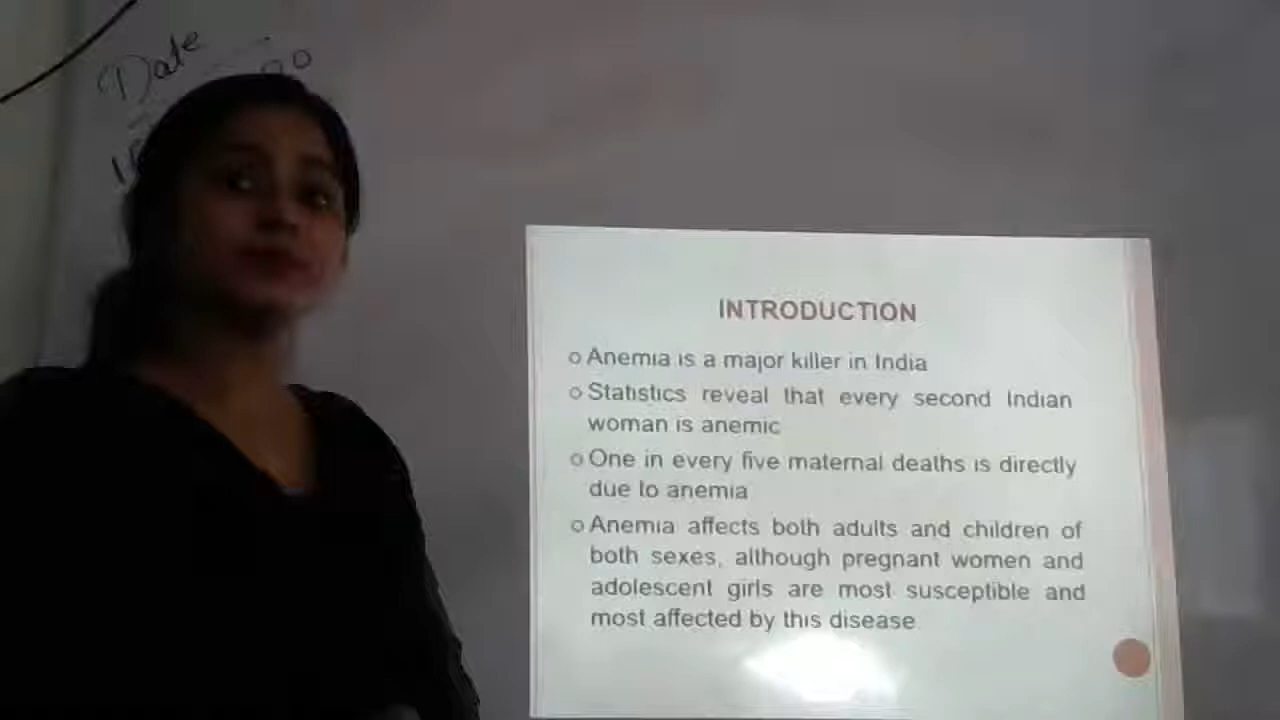 Date
INTRODUCTION
o Anemia is a major killer in India
o Statistics reveal that every second Indian
woman is anemic
o One in every five maternal deaths is directly
due to anemia
o Anemia affects both adults and children of
both sexes, although pregnant women and
adolescent girls are most susceptible and
most affected by this disease